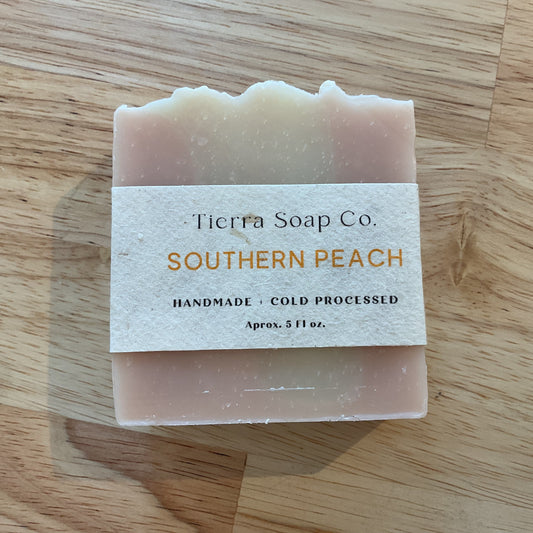 Tierra Soap Co.
SOUTHERN PEACH
HANDMADE · COLD PROCESSED
Aprox. 5 fl oz.